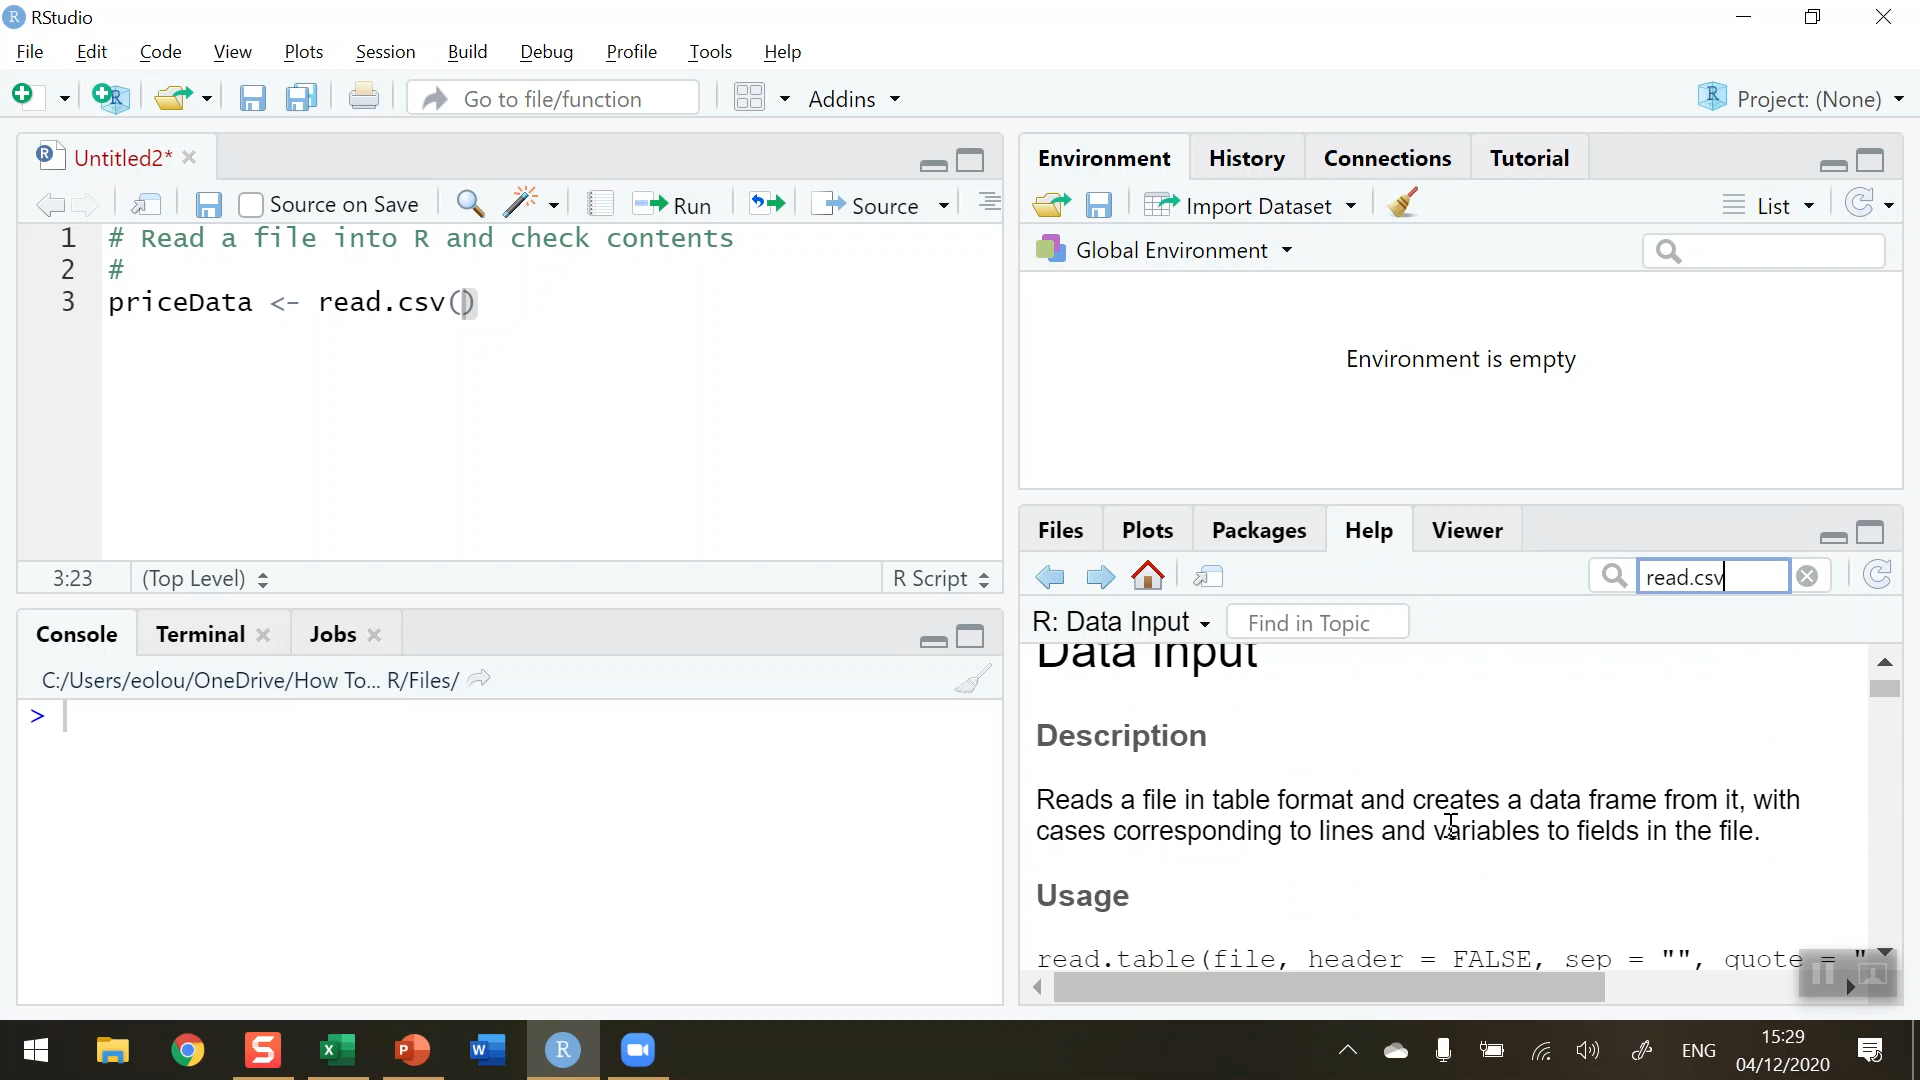 RStudio
File Edit Code View Plots Session Build Debug Profile Tools Help
Go to file/function Addins Project: (None)
Untitled2*
Source on Save Run Source
1 # Read a file into R and check contents
2 #
3 priceData <- read.csv()
3:23 (Top Level) R Script
Console Terminal Jobs
C:/Users/eolou/OneDrive/How To... R/Files/
>
Environment History Connections Tutorial
Import Dataset List
Global Environment
Environment is empty
Files Plots Packages Help Viewer
read.csv
R: Data Input Find in Topic
Data Input
Description
Reads a file in table format and creates a data frame from it, with
cases corresponding to lines and variables to fields in the file.
Usage
read.table(file, header = FALSE, sep = "", quote = "
S P W R
ENG 15:29
04/12/2020